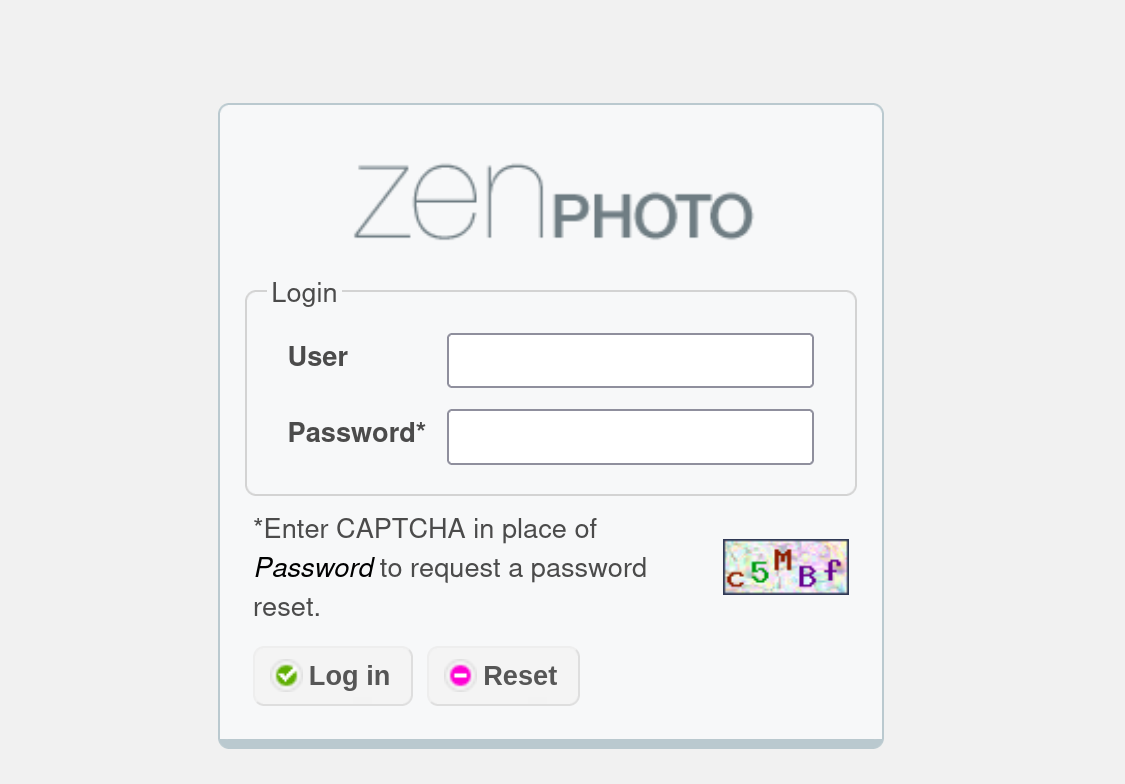 zenPHOTO
Login
User
Password*
*Enter CAPTCHA in place of
Password to request a password
reset.
c5MBf
Log in
Reset